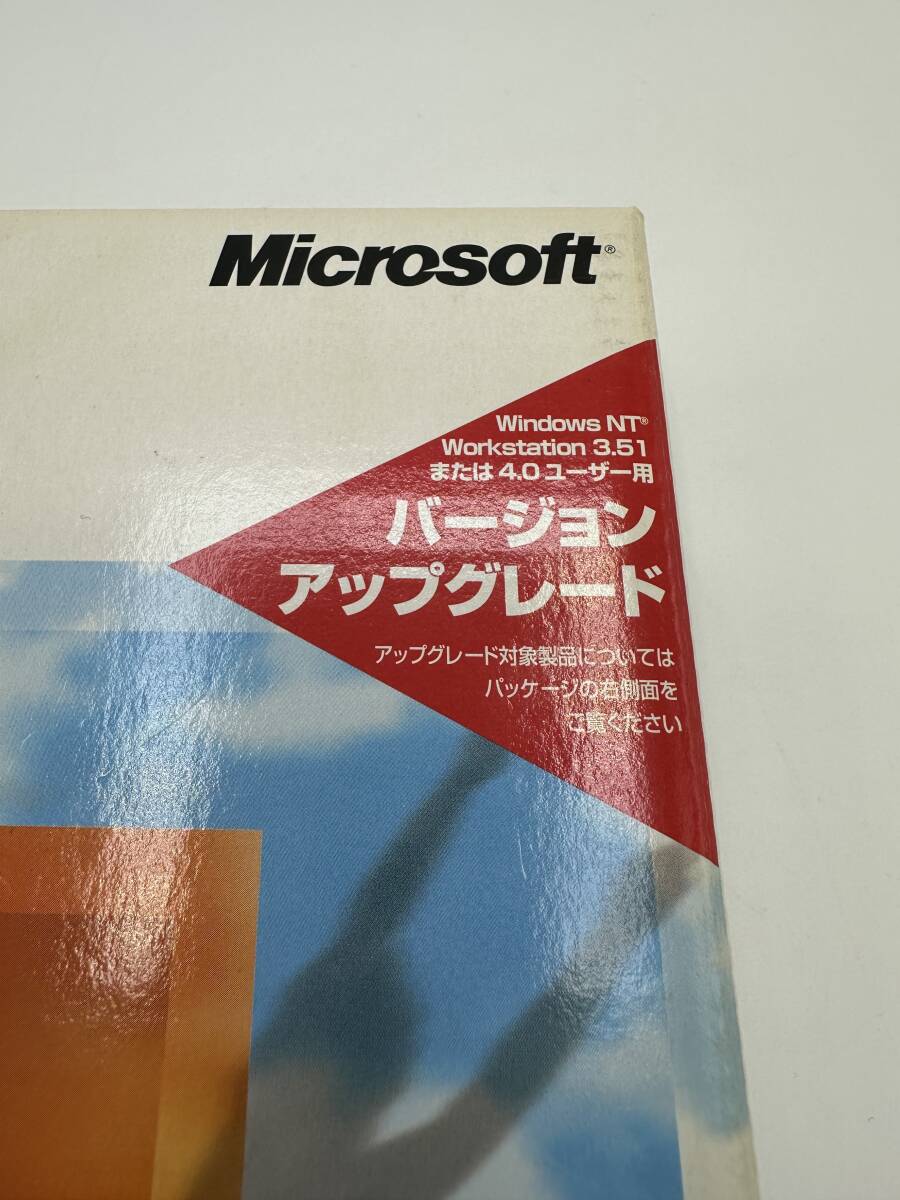 Microsoft®
Windows NT®
Workstation 3.51
または 4.0 ユーザー用
バージョン
アップグレード
アップグレード対象製品については
パッケージの右側面を
ご覧ください